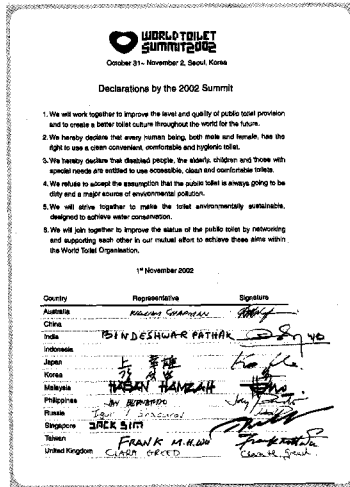 WORLD TOILET
SUMMIT2002
October 31~ November 2, Seoul, Korea
Declarations by the 2002 Summit
1. We will work together to improve the level and quality of public toilet provision
and to create a better toilet culture throughout the world for the future.
2. We hereby declare that every human being, both male and female, has the
right to use a clean convenient, comfortable and hygienic toilet.
3. We hereby declare that disabled people, the elderly, children and those with
special needs are entitled to use accessible, clean and comfortable toilets.
4. We refuse to accept the assumption that the public toilet is always going to be
dirty and a major source of environmental pollution.
5. We will strive together to make the toilet environmentally sustainable,
designed to achieve water conservation.
6. We will join together to improve the status of the public toilet by networking
and supporting each other in our mutual effort to achieve these aims within
the World Toilet Organisation.
1st November 2002
Country Representative Signature
Australia WILLIAM CHAPMAN
China
India BINDESHWAR PATHAK
Indonesia
Japan
Korea
Malaysia HASAN HAMZAH
Philippines
Russia Igor
Singapore JACK SIM
Taiwan FRANK M.H.WU
United Kingdom CLARA GREED Clara H. Greed